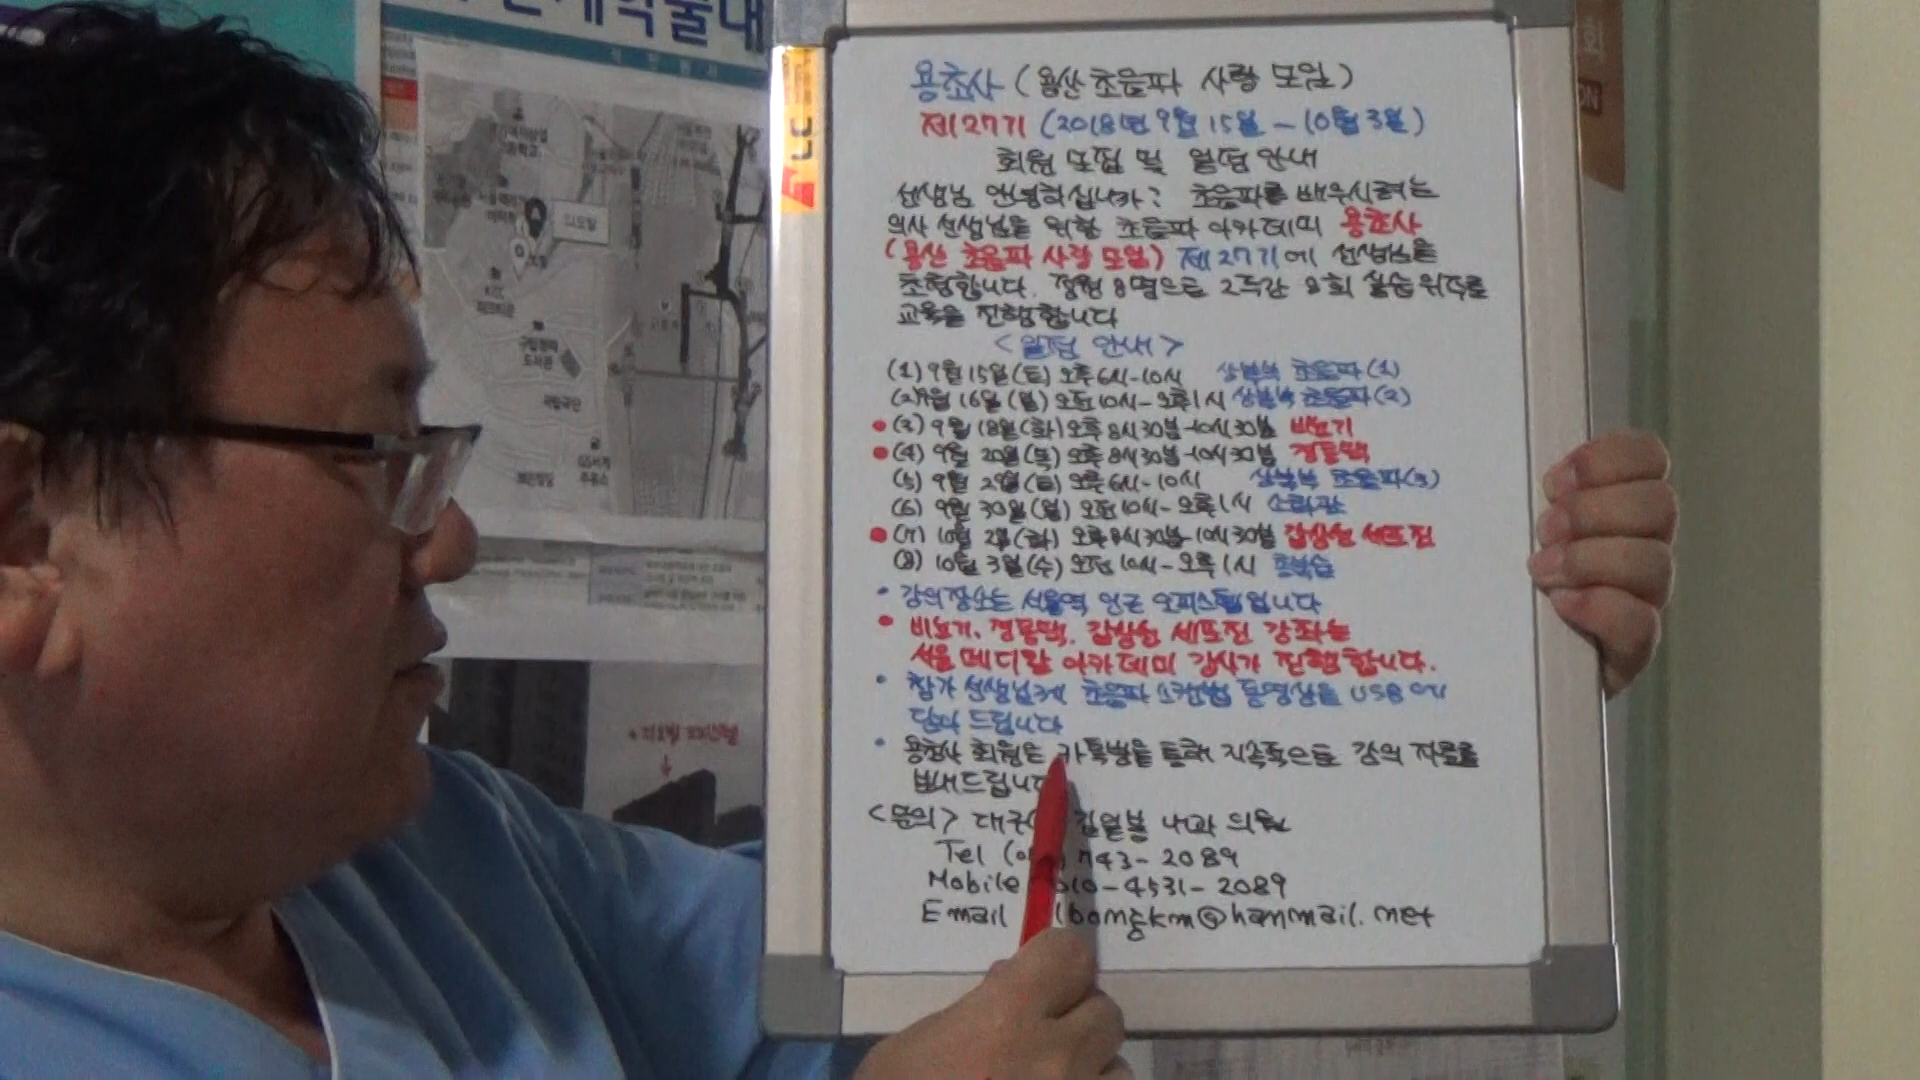 용초사 (용산 초음파 사랑 모임)
제27기 (2018년 9월 15일 - 10월 3일)
회원 모집 및 일정 안내
선생님 안녕하십니까? 초음파를 배우시려는
의사 선생님을 위한 초음파 아카데미 용초사
(용산 초음파 사랑 모임) 제27기에 선생님을
초청합니다. 정원 8명으로 2주간 8회 실습 위주로
교육을 진행합니다
<일정 안내>
(1) 9월 15일(토) 오후 6시-10시 상복부 초음파(1)
(2) 9월 16일(일) 오전 10시-오후 1시 상복부 초음파(2)
• (3) 9월 18일(화) 오후 8시30분-10시30분 비뇨기
• (4) 9월 20일(목) 오후 8시30분-10시30분 경동맥
(5) 9월 29일(토) 오후 6시-10시 상복부 초음파(3)
(6) 9월 30일(일) 오전 10시-오후 1시 소화관
• (7) 10월 2일(화) 오후 8시30분-10시30분 갑상선 세포진
(8) 10월 3일(수) 오전 10시-오후 1시 총복습
• 강의장소는 서울역 인근 오피스텔입니다
• 비뇨기, 경동맥, 갑상선 세포진 강좌는
서울 메디칼 아카데미 강사가 진행합니다.
• 참가 선생님께 초음파 스캔법 동영상을 USB에
담아 드립니다
• 용초사 회원은 카톡방을 통해 지속적으로 강의 자료를
보내드립니다
<문의> 대구 김일봉 내과 의원
Tel 743-2089
Mobile 010-4531-2089
Email lbongkm@hanmail.net
디오빌
도서관
국립극단